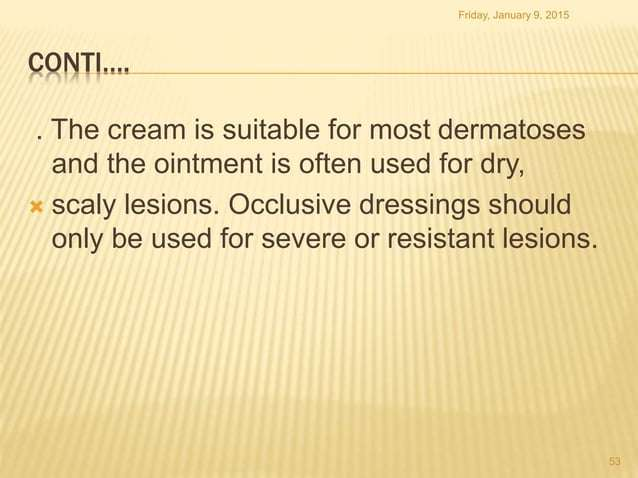 Friday, January 9, 2015
CONTI....
. The cream is suitable for most dermatoses
and the ointment is often used for dry,
scaly lesions. Occlusive dressings should
only be used for severe or resistant lesions.
53